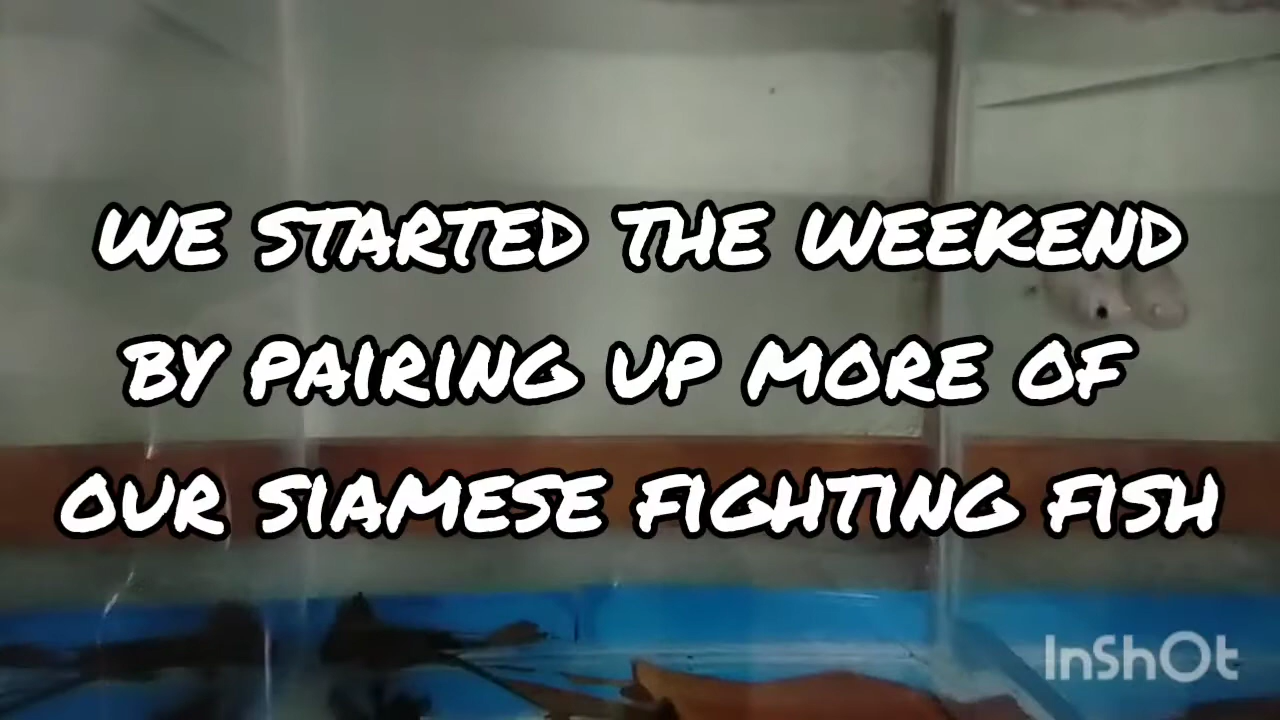 WE STARTED THE WEEKEND
BY PAIRING UP MORE OF
OUR SIAMESE FIGHTING FISH
InShOt